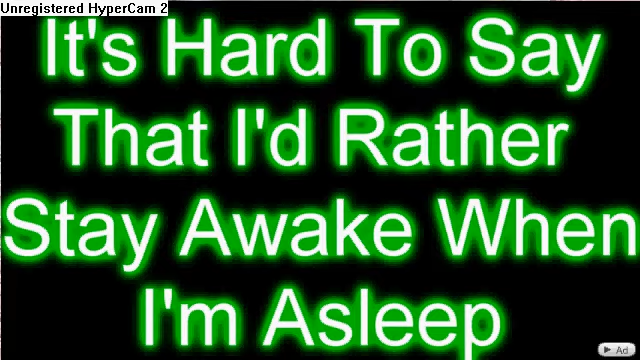 Unregistered HyperCam 2
It's Hard To Say
That I'd Rather
Stay Awake When
I'm Asleep
Ad